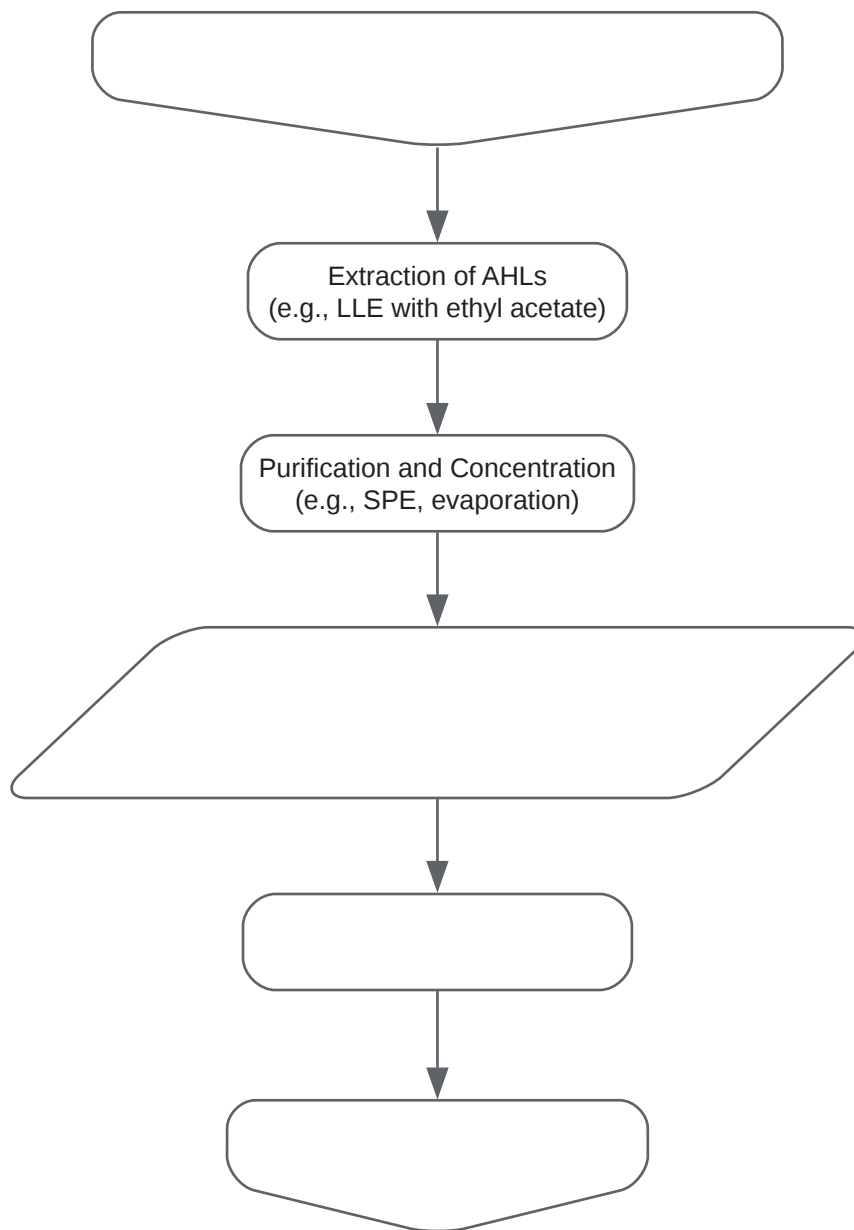 Extraction of AHLs
(e.g., LLE with ethyl acetate)
Purification and Concentration
(e.g., SPE, evaporation)